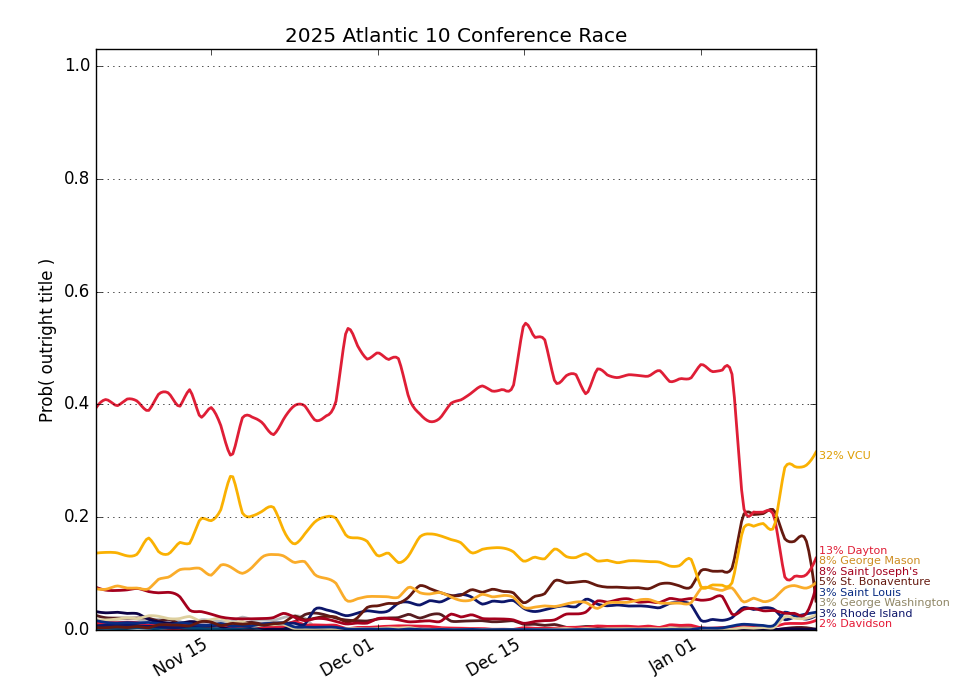 2025 Atlantic 10 Conference Race
Prob( outright title )
1.0
0.8
0.6
0.4
0.2
0.0
Nov 15
Dec 01
Dec 15
Jan 01
32% VCU
13% Dayton
8% George Mason
8% Saint Joseph's
5% St. Bonaventure
3% Saint Louis
3% George Washington
3% Rhode Island
2% Davidson